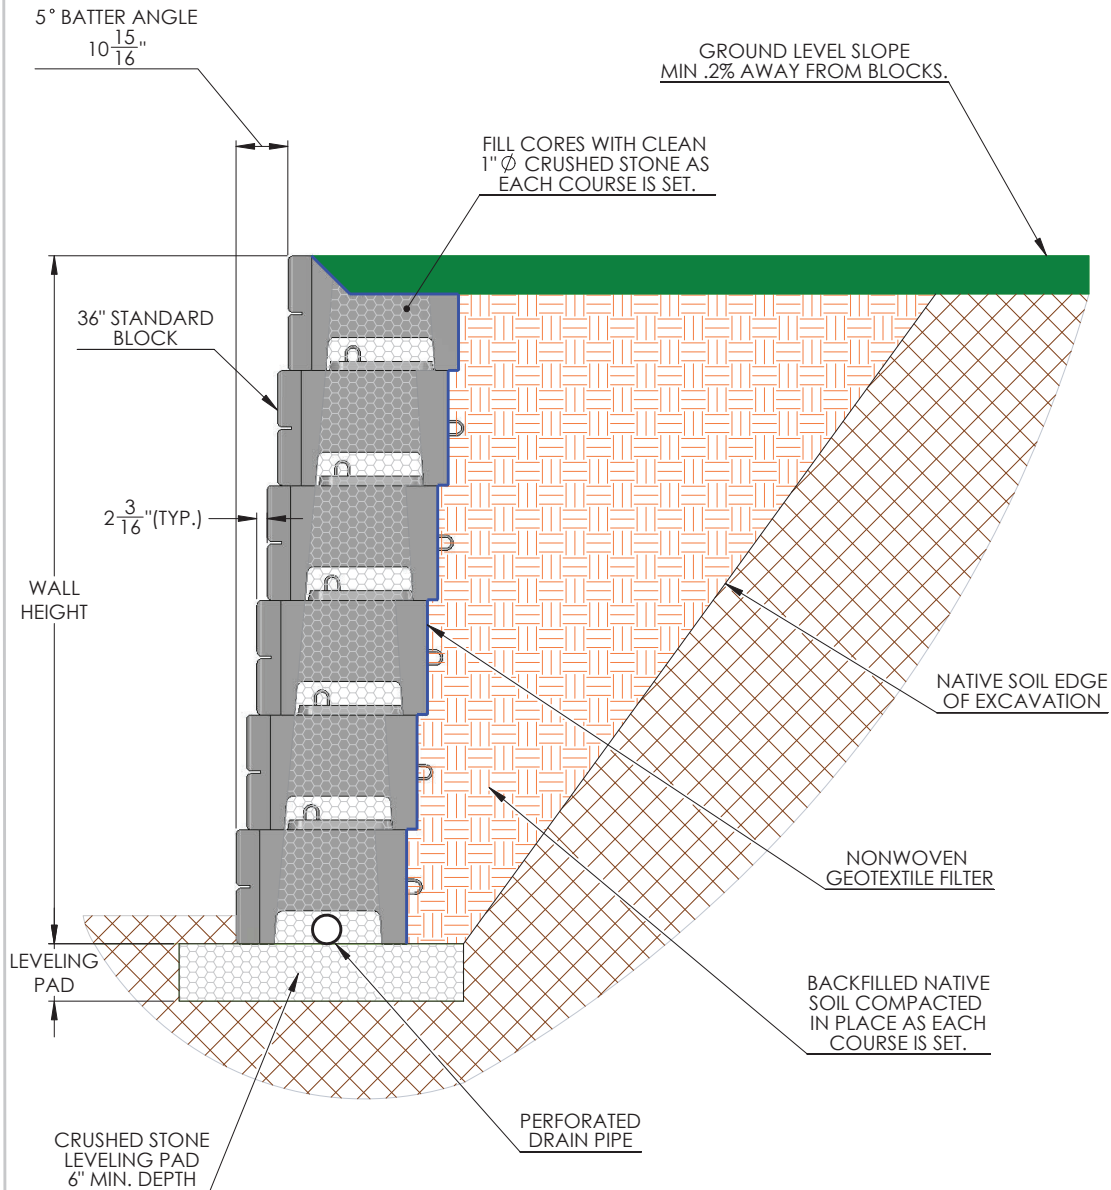 5° BATTER ANGLE
10 15/16"
GROUND LEVEL SLOPE
MIN .2% AWAY FROM BLOCKS.
FILL CORES WITH CLEAN
1" Ø CRUSHED STONE AS
EACH COURSE IS SET.
36" STANDARD
BLOCK
2 3/16" (TYP.)
WALL
HEIGHT
NATIVE SOIL EDGE
OF EXCAVATION
NONWOVEN
GEOTEXTILE FILTER
LEVELING
PAD
BACKFILLED NATIVE
SOIL COMPACTED
IN PLACE AS EACH
COURSE IS SET.
PERFORATED
DRAIN PIPE
CRUSHED STONE
LEVELING PAD
6" MIN. DEPTH